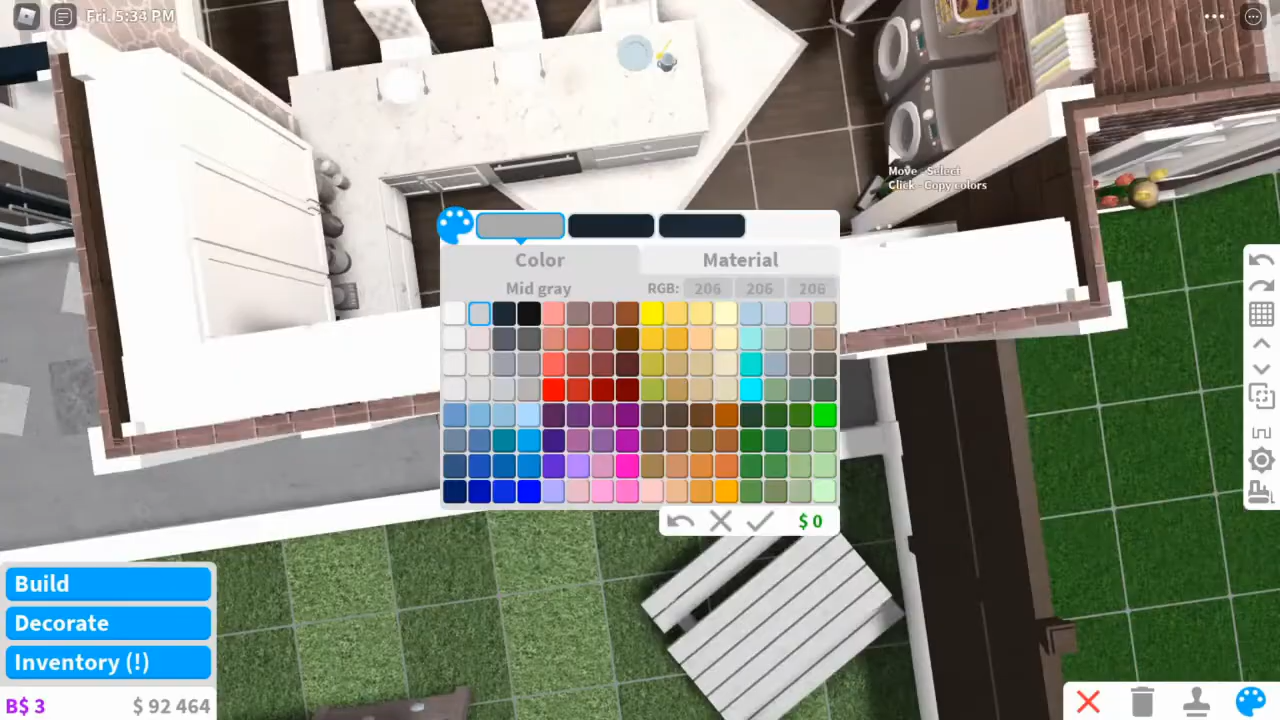 Fri. 5:34 PM
Move - Select
Click - Copy colors
Color
Material
Mid gray
RGB: 206 206 206
$ 0
Build
Decorate
Inventory (!)
B$ 3
$ 92 464